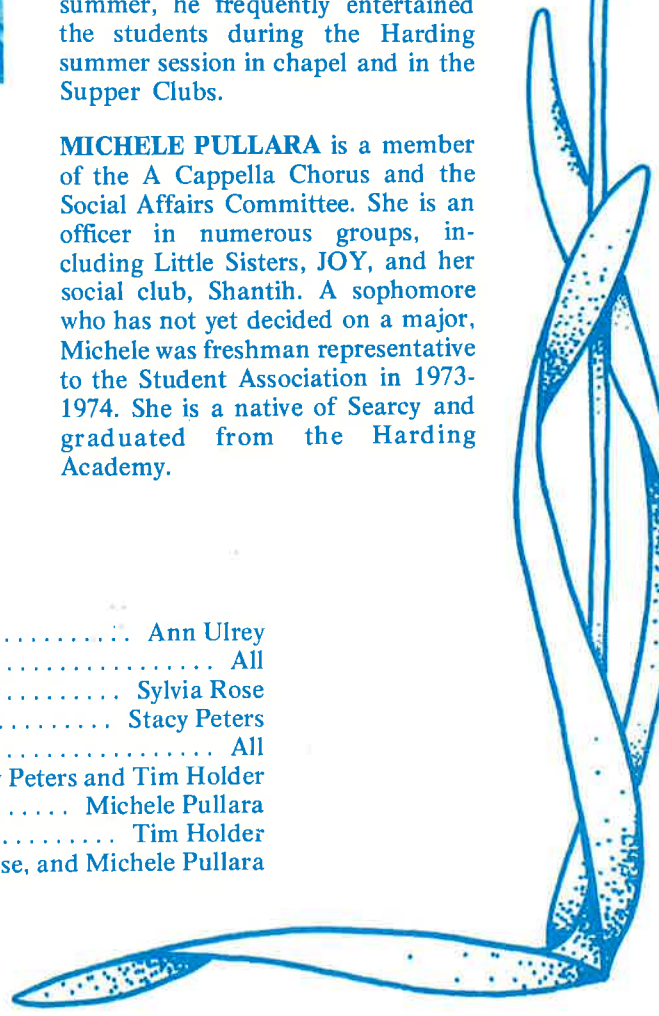 summer, he frequently entertained
the students during the Harding
summer session in chapel and in the
Supper Clubs.
MICHELE PULLARA is a member
of the A Cappella Chorus and the
Social Affairs Committee. She is an
officer in numerous groups, in-
cluding Little Sisters, JOY, and her
social club, Shantih. A sophomore
who has not yet decided on a major,
Michele was freshman representative
to the Student Association in 1973-
1974. She is a native of Searcy and
graduated from the Harding
Academy.
.......... Ann Ulrey
................ All
......... Sylvia Rose
......... Stacy Peters
................ All
Peters and Tim Holder
..... Michele Pullara
......... Tim Holder
se, and Michele Pullara